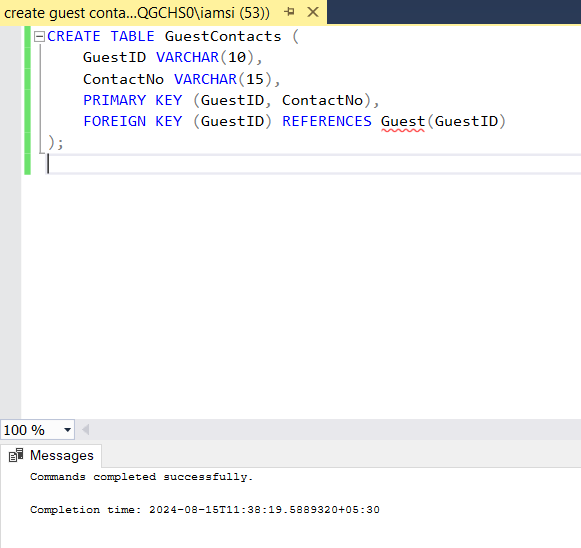 create guest conta...QGCHS0\iamsi (53))
CREATE TABLE GuestContacts (
GuestID VARCHAR(10),
ContactNo VARCHAR(15),
PRIMARY KEY (GuestID, ContactNo),
FOREIGN KEY (GuestID) REFERENCES Guest(GuestID)
);
100 %
Messages
Commands completed successfully.
Completion time: 2024-08-15T11:38:19.5889320+05:30